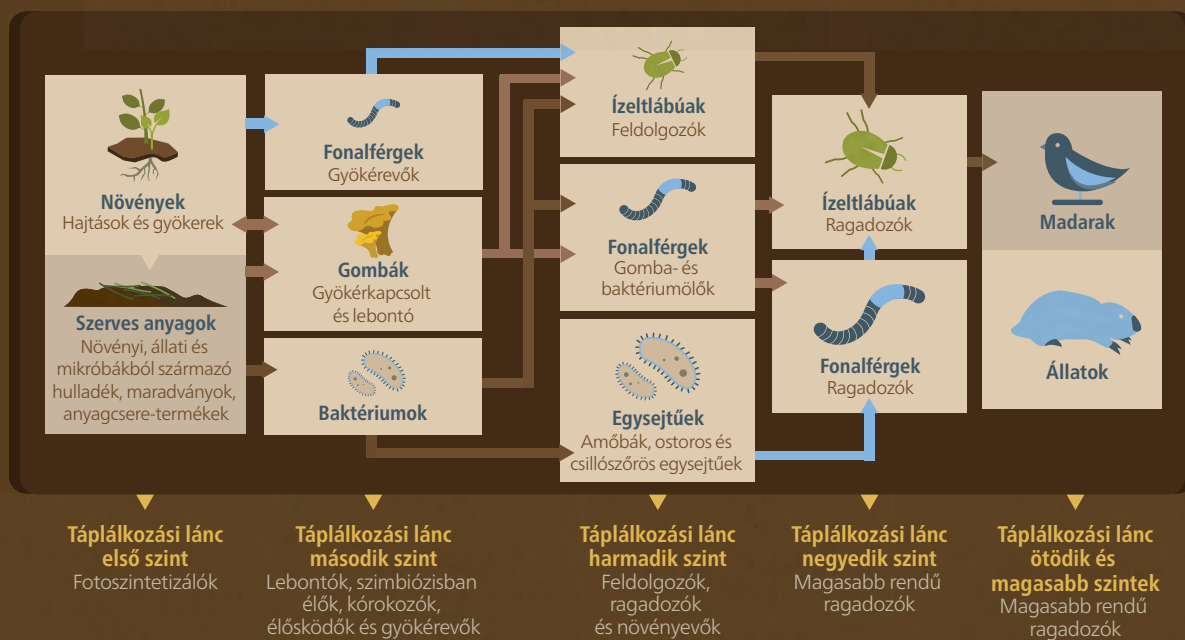 Növények
Hajtások és gyökerek
Szerves anyagok
Növényi, állati és
mikróbákból származó
hulladék, maradványok,
anyagcsere-termékek
Fonalférgek
Gyökérevők
Gombák
Gyökérkapcsolt
és lebontó
Baktériumok
Ízeltlábúak
Feldolgozók
Fonalférgek
Gomba- és
baktériumölők
Egysejtűek
Amőbák, ostoros és
csillószőrös egysejtűek
Ízeltlábúak
Ragadozók
Fonalférgek
Ragadozók
Madarak
Állatok
Táplálkozási lánc
első szint
Fotoszintetizálók
Táplálkozási lánc
második szint
Lebontók, szimbiózisban
élők, kórokozók,
élősködők és gyökérevők
Táplálkozási lánc
harmadik szint
Feldolgozók,
ragadozók
és növényevők
Táplálkozási lánc
negyedik szint
Magasabb rendű
ragadozók
Táplálkozási lánc
ötödik és
magasabb szintek
Magasabb rendű
ragadozók